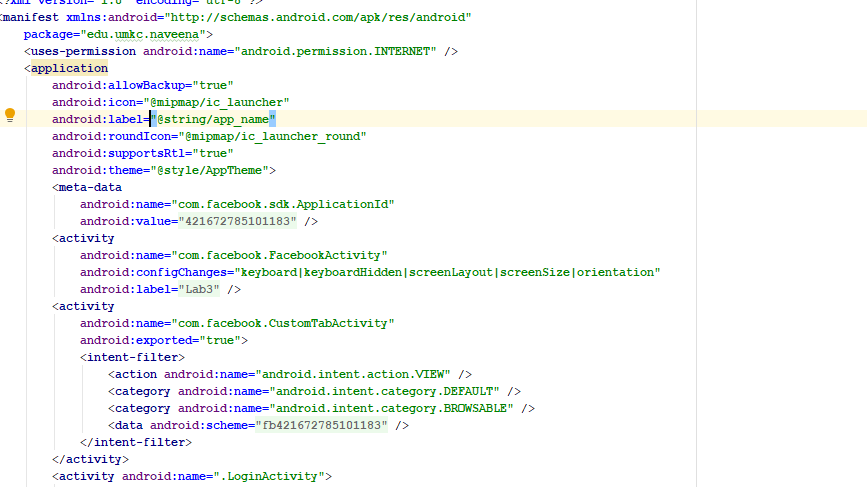 <?xml version="1.0" encoding="utf-8"?>
<manifest xmlns:android="http://schemas.android.com/apk/res/android"
package="edu.umkc.naveena">
<uses-permission android:name="android.permission.INTERNET" />
<application
android:allowBackup="true"
android:icon="@mipmap/ic_launcher"
android:label="@string/app_name"
android:roundIcon="@mipmap/ic_launcher_round"
android:supportsRtl="true"
android:theme="@style/AppTheme">
<meta-data
android:name="com.facebook.sdk.ApplicationId"
android:value="421672785101183" />
<activity
android:name="com.facebook.FacebookActivity"
android:configChanges="keyboard|keyboardHidden|screenLayout|screenSize|orientation"
android:label="Lab3" />
<activity
android:name="com.facebook.CustomTabActivity"
android:exported="true">
<intent-filter>
<action android:name="android.intent.action.VIEW" />
<category android:name="android.intent.category.DEFAULT" />
<category android:name="android.intent.category.BROWSABLE" />
<data android:scheme="fb421672785101183" />
</intent-filter>
</activity>
<activity android:name=".LoginActivity">